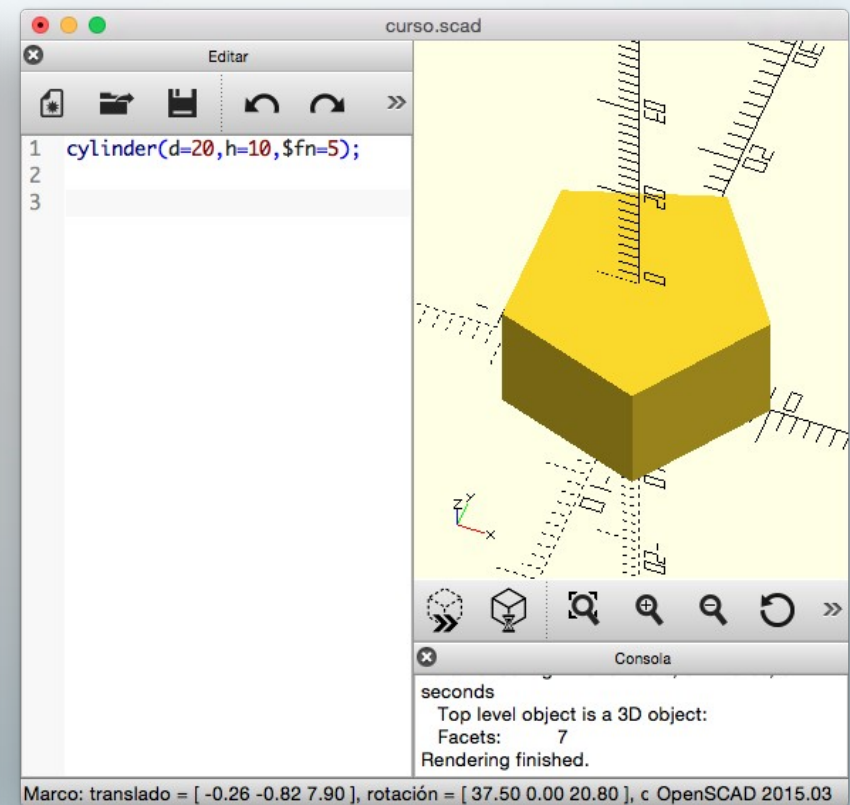 curso.scad
Editar
1 cylinder(d=20,h=10,$fn=5);
2
3
Z Y
X
Consola
seconds
Top level object is a 3D object:
Facets: 7
Rendering finished.
Marco: translado = [ -0.26 -0.82 7.90 ], rotación = [ 37.50 0.00 20.80 ], c OpenSCAD 2015.03